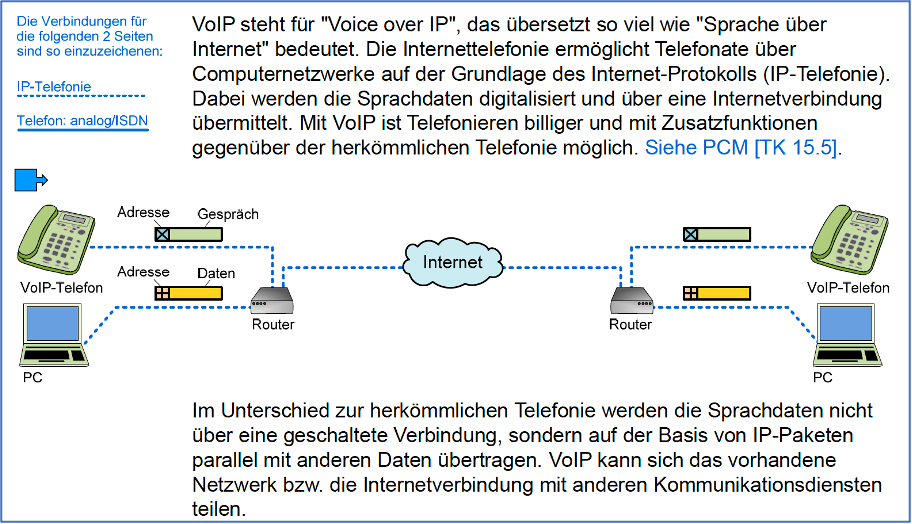 Die Verbindungen für
die folgenden 2 Seiten
sind so einzuzeichenen:
IP-Telefonie
Telefon: analog/ISDN
VoIP steht für "Voice over IP", das übersetzt so viel wie "Sprache über
Internet" bedeutet. Die Internettelefonie ermöglicht Telefonate über
Computernetzwerke auf der Grundlage des Internet-Protokolls (IP-Telefonie).
Dabei werden die Sprachdaten digitalisiert und über eine Internetverbindung
übermittelt. Mit VoIP ist Telefonieren billiger und mit Zusatzfunktionen
gegenüber der herkömmlichen Telefonie möglich. Siehe PCM [TK 15.5].
Adresse Gespräch
VoIP-Telefon
Adresse Daten
Router
PC
Internet
Router
VoIP-Telefon
PC
Im Unterschied zur herkömmlichen Telefonie werden die Sprachdaten nicht
über eine geschaltete Verbindung, sondern auf der Basis von IP-Paketen
parallel mit anderen Daten übertragen. VoIP kann sich das vorhandene
Netzwerk bzw. die Internetverbindung mit anderen Kommunikationsdiensten
teilen.